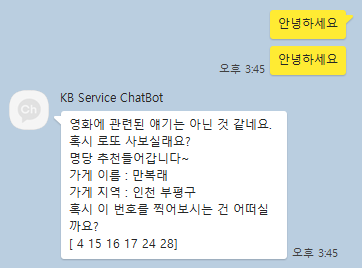 안녕하세요
안녕하세요
오후 3:45
KB Service ChatBot
Ch
영화에 관련된 얘기는 아닌 것 같네요.
혹시 로또 사보실래요?
명당 추천들어갑니다~
가게 이름 : 만복래
가게 지역 : 인천 부평구
혹시 이 번호를 찍어보시는 건 어떠실
까요?
[ 4 15 16 17 24 28]
오후 3:45